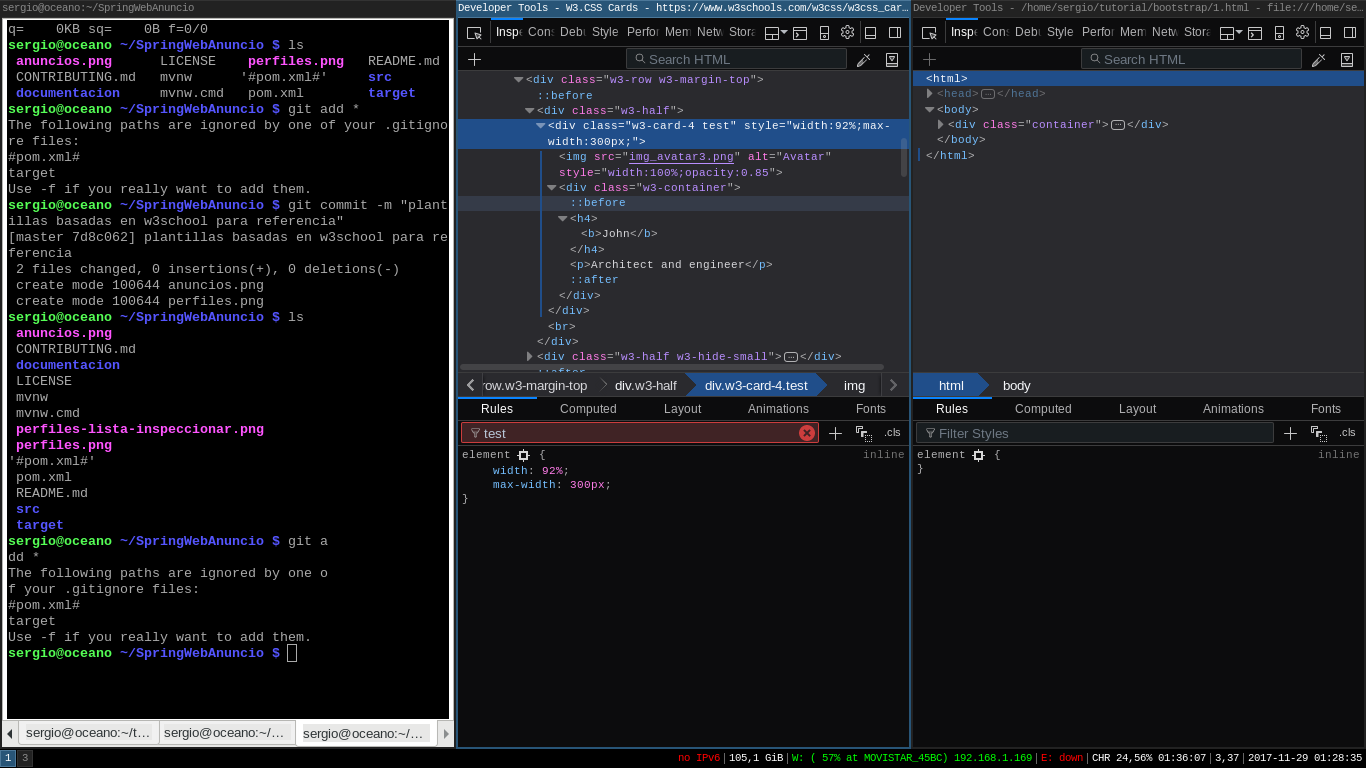 sergio@oceano:~/SpringWebAnuncio
q=    0KB sq=    0B f=0/0
sergio@oceano ~/SpringWebAnuncio $ ls
anuncios.png      LICENSE    perfiles.png   README.md
CONTRIBUTING.md   mvnw      '#pom.xml#'     src
documentacion     mvnw.cmd   pom.xml        target
sergio@oceano ~/SpringWebAnuncio $ git add *
The following paths are ignored by one of your .gitigno
re files:
#pom.xml#
target
Use -f if you really want to add them.
sergio@oceano ~/SpringWebAnuncio $ git commit -m "plant
illas basadas en w3school para referencia"
[master 7d8c062] plantillas basadas en w3school para re
ferencia
2 files changed, 0 insertions(+), 0 deletions(-)
create mode 100644 anuncios.png
create mode 100644 perfiles.png
sergio@oceano ~/SpringWebAnuncio $ ls
anuncios.png
CONTRIBUTING.md
documentacion
LICENSE
mvnw
mvnw.cmd
perfiles-lista-inspeccionar.png
perfiles.png
'#pom.xml#'
pom.xml
README.md
src
target
sergio@oceano ~/SpringWebAnuncio $ git a
dd *
The following paths are ignored by one o
f your .gitignore files:
#pom.xml#
target
Use -f if you really want to add them.
sergio@oceano ~/SpringWebAnuncio $
sergio@oceano:~/t... sergio@oceano:~/... sergio@oceano:~/...
Developer Tools - W3.CSS Cards - https://www.w3schools.com/w3css/w3css_car...
Inspe Cons Debu Style Perfor Mem Netw Stora
Search HTML
<div class="w3-row w3-margin-top">
::before
<div class="w3-half">
<div class="w3-card-4 test" style="width:92%;max-
width:300px;">
<img src="img_avatar3.png" alt="Avatar"
style="width:100%;opacity:0.85">
<div class="w3-container">
::before
<h4>
<b>John</b>
</h4>
<p>Architect and engineer</p>
::after
</div>
</div>
<br>
</div>
<div class="w3-half w3-hide-small"></div>
::after
row.w3-margin-top div.w3-half div.w3-card-4.test img
Rules Computed Layout Animations Fonts
test .cls
element { inline
width: 92%;
max-width: 300px;
}
Developer Tools - /home/sergio/tutorial/bootstrap/1.html - file:///home/se...
Inspe Cons Debu Style Perfor Mem Netw Stora
Search HTML
<html>
<head></head>
<body>
<div class="container"></div>
</body>
</html>
html body
Rules Computed Layout Animations Fonts
Filter Styles .cls
element { inline
}
1 3 no IPv6|105,1 GiB|W: ( 57% at MOVISTAR_45BC) 192.168.1.169|E: down|CHR 24,56% 01:36:07|3,37|2017-11-29 01:28:35